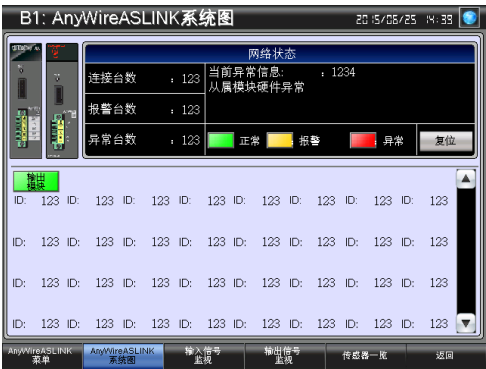 B1: AnyWireASLINK系统图 2015/05/25 14:39
网络状态
连接台数 : 123
当前异常信息: : 1234
从属模块硬件异常
报警台数 : 123
异常台数 : 123
正常 报警 异常 复位
输出
模块
ID: 123 ID: 123 ID: 123 ID: 123 ID: 123 ID: 123 ID: 123 ID: 123
ID: 123 ID: 123 ID: 123 ID: 123 ID: 123 ID: 123 ID: 123 ID: 123
ID: 123 ID: 123 ID: 123 ID: 123 ID: 123 ID: 123 ID: 123 ID: 123
ID: 123 ID: 123 ID: 123 ID: 123 ID: 123 ID: 123 ID: 123 ID: 123
AnyWireASLINK
菜单
AnyWireASLINK
系统图
输入信号
监视
输出信号
监视
传感器一览
返回